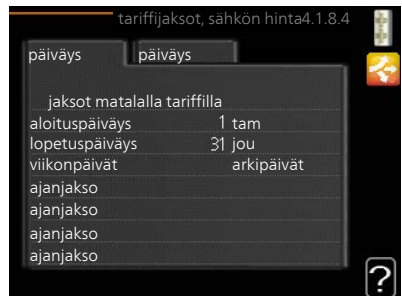 tariffijaksot, sähkön hinta4.1.8.4
päiväys päiväys
jaksot matalalla tariffilla
aloituspäiväys 1 tam
lopetuspäiväys 31 jou
viikonpäivät arkipäivät
ajanjakso
ajanjakso
ajanjakso
ajanjakso
?